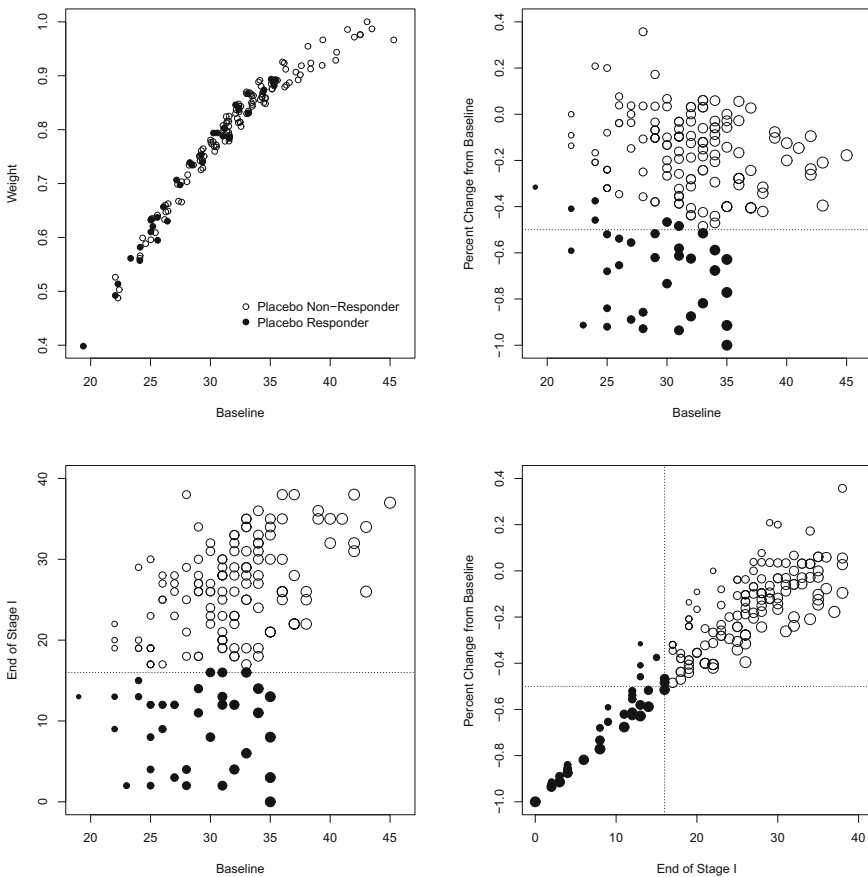 1.0
0.9
0.8
0.7
0.6
0.5
0.4
Weight
Placebo Non−Responder
Placebo Responder
20 25 30 35 40 45
Baseline
0.4
0.2
0.0
−0.2
−0.4
−0.6
−0.8
−1.0
Percent Change from Baseline
20 25 30 35 40 45
Baseline
40
30
20
10
0
End of Stage I
20 25 30 35 40 45
Baseline
0.4
0.2
0.0
−0.2
−0.4
−0.6
−0.8
−1.0
Percent Change from Baseline
0 10 20 30 40
End of Stage I